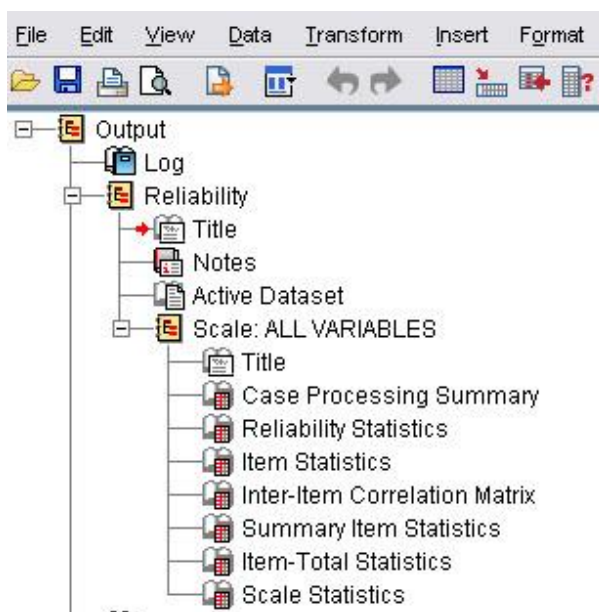 File Edit View Data Transform Insert Format
Output
Log
Reliability
Title
Notes
Active Dataset
Scale: ALL VARIABLES
Title
Case Processing Summary
Reliability Statistics
Item Statistics
Inter-Item Correlation Matrix
Summary Item Statistics
Item-Total Statistics
Scale Statistics